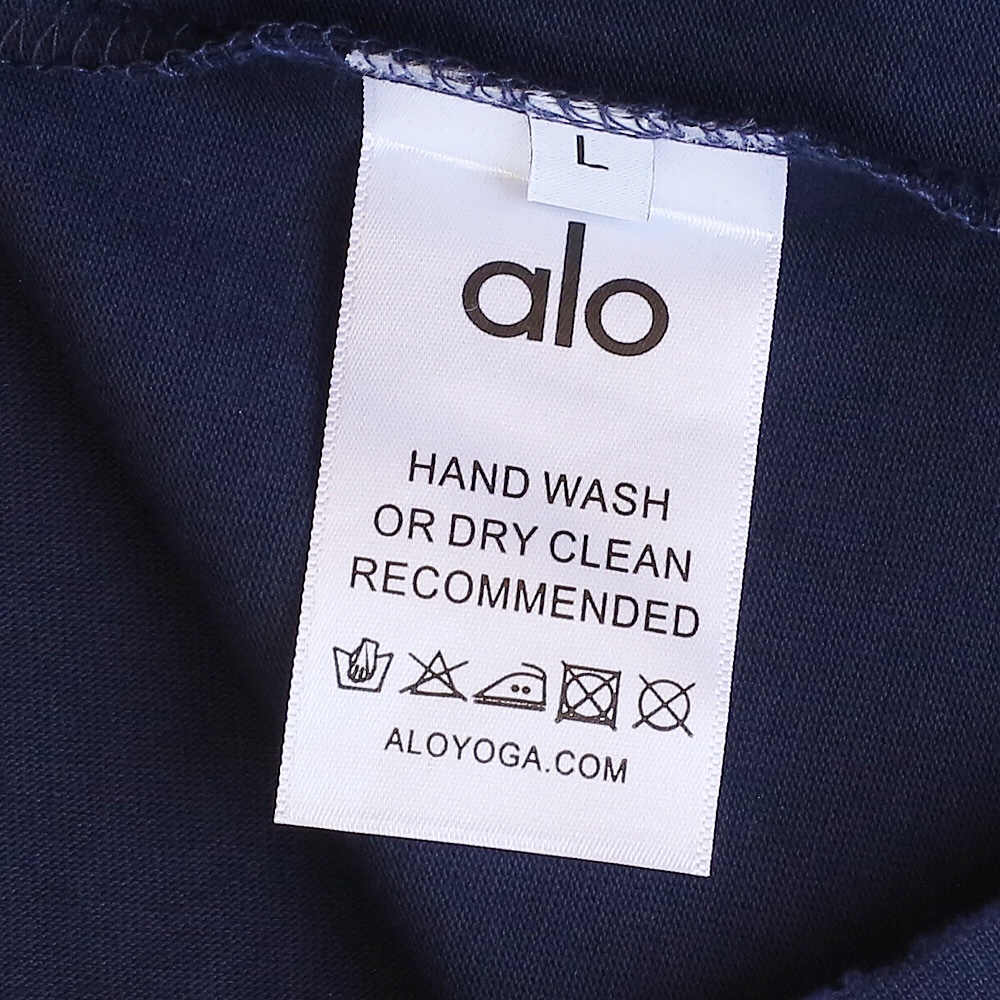 L
alo
HAND WASH
OR DRY CLEAN
RECOMMENDED
ALOYOGA.COM